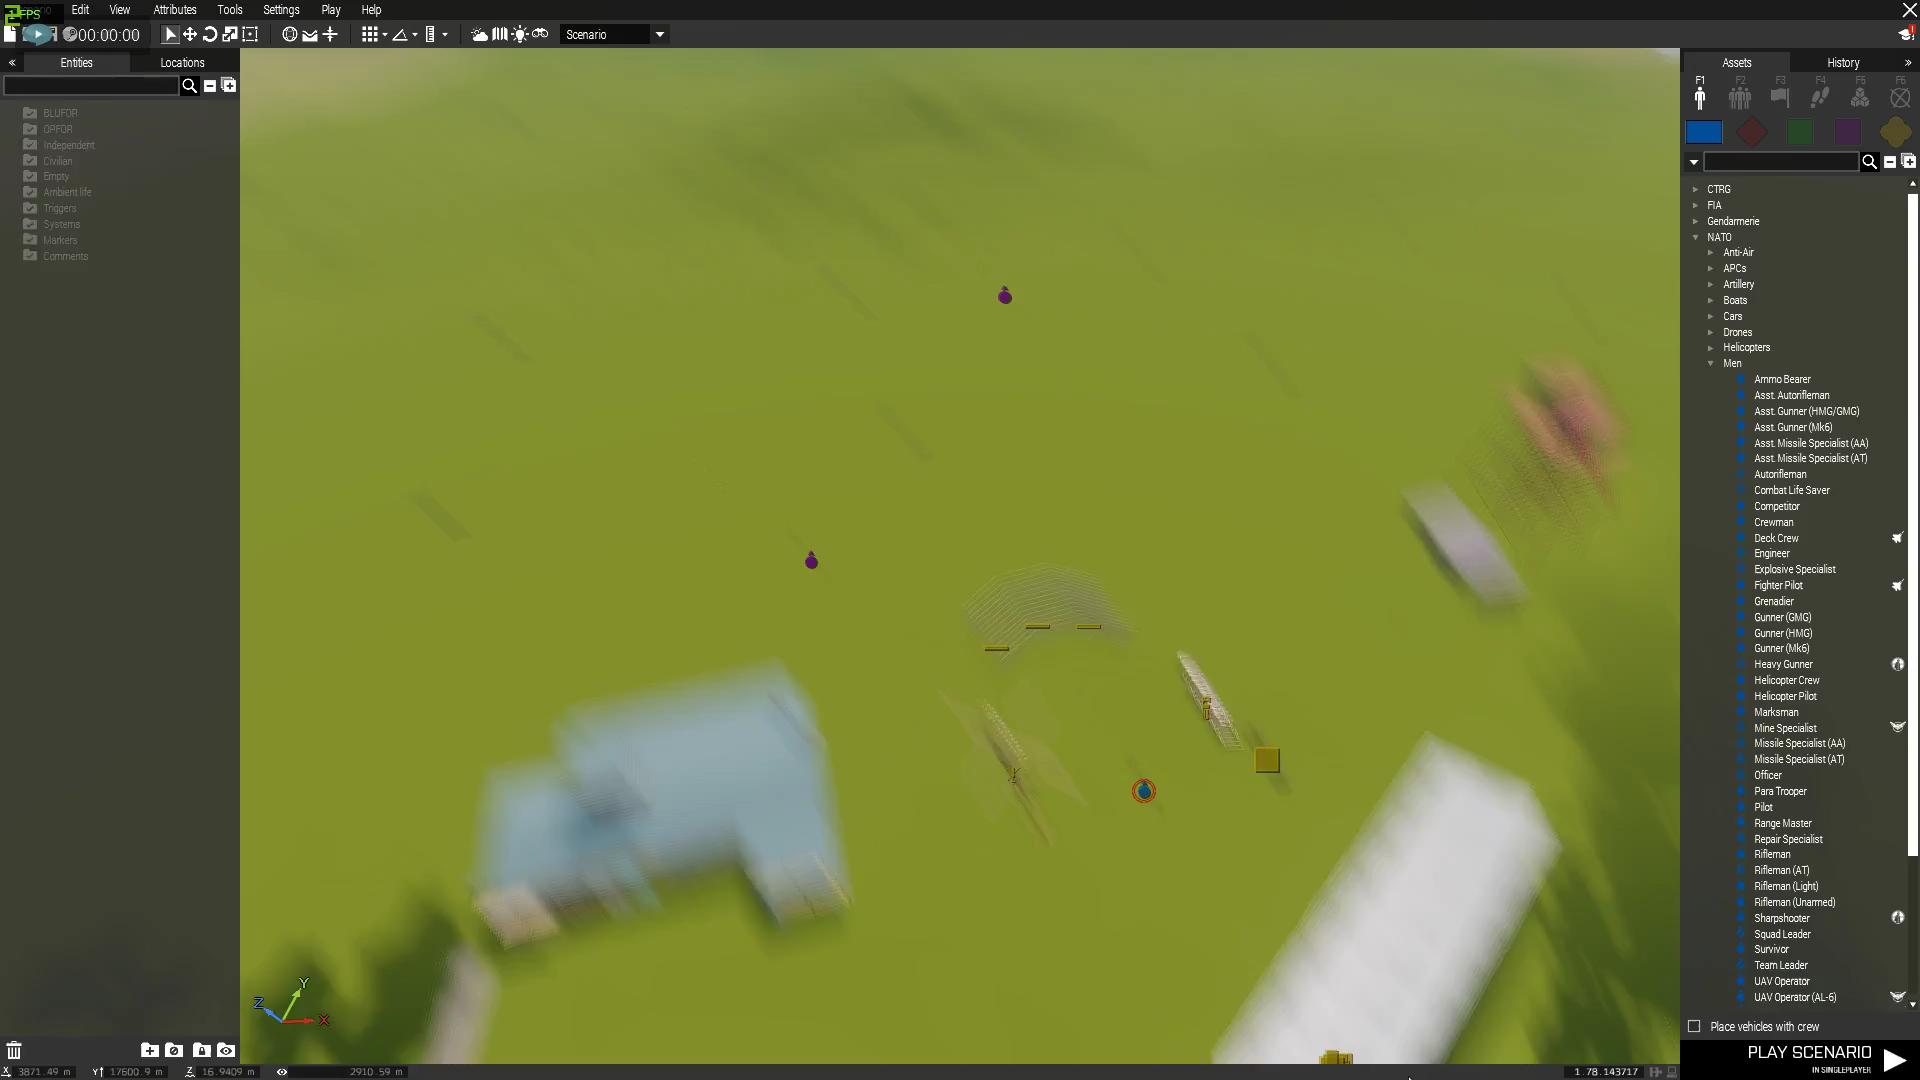 FPS
Edit View Attributes Tools Settings Play Help
00:00:00
Scenario
Entities Locations
Assets History
F1 F2 F3 F4 F5 F6
BLUFOR
OPFOR
Independent
Civilian
Empty
Ambient life
Triggers
Systems
Markers
Comments
CTRG
FIA
Gendarmerie
NATO
Anti-Air
APCs
Artillery
Boats
Cars
Drones
Helicopters
Men
Ammo Bearer
Asst. Autorifleman
Asst. Gunner (HMG/GMG)
Asst. Gunner (Mk6)
Asst. Missile Specialist (AA)
Asst. Missile Specialist (AT)
Autorifleman
Combat Life Saver
Competitor
Crewman
Deck Crew
Engineer
Explosive Specialist
Fighter Pilot
Grenadier
Gunner (GMG)
Gunner (HMG)
Gunner (Mk6)
Heavy Gunner
Helicopter Crew
Helicopter Pilot
Marksman
Mine Specialist
Missile Specialist (AA)
Missile Specialist (AT)
Officer
Para Trooper
Pilot
Range Master
Repair Specialist
Rifleman
Rifleman (AT)
Rifleman (Light)
Rifleman (Unarmed)
Sharpshooter
Squad Leader
Survivor
Team Leader
UAV Operator
UAV Operator (AL-6)
Z Y X
Place vehicles with crew
PLAY SCENARIO
IN SINGLEPLAYER
X 3871.49 m Y 17600.9 m Z 16.9409 m 2910.59 m 1.78.143717